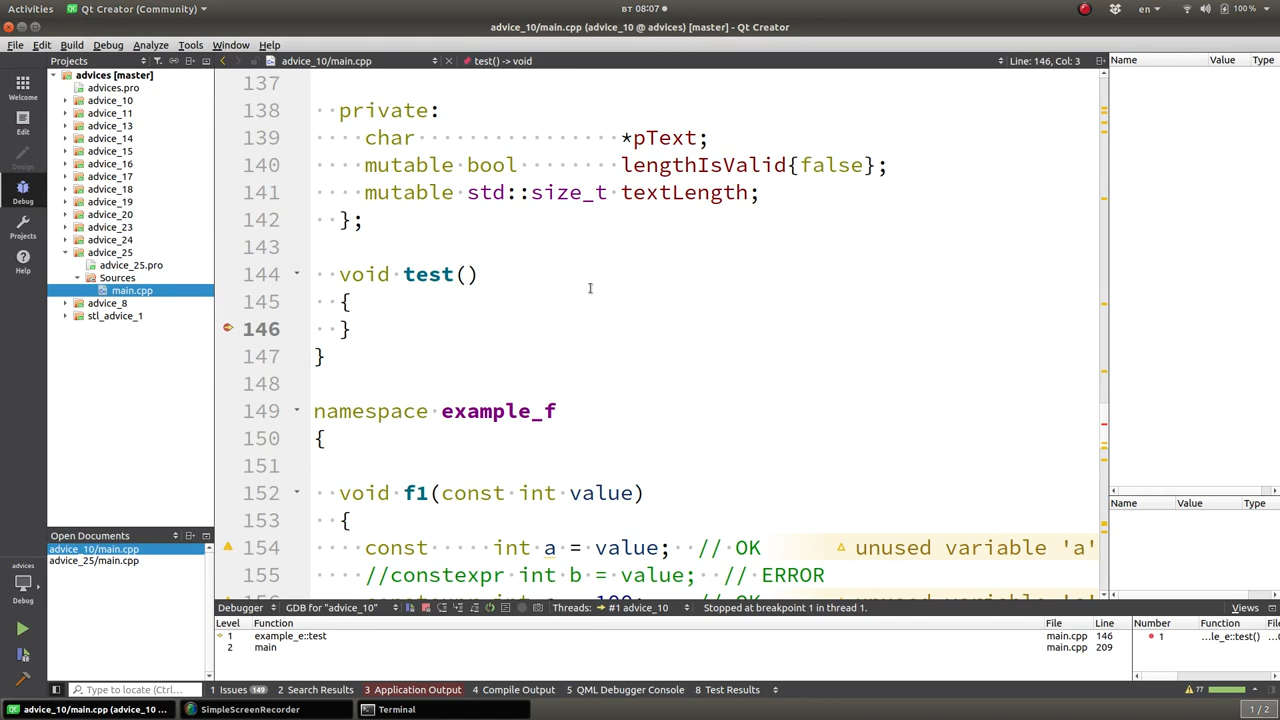 Activities Qt Creator (Community) вт 08:07 en 100 %
advice_10/main.cpp (advice_10 @ advices) [master] - Qt Creator
File Edit Build Debug Analyze Tools Window Help
Projects advice_10/main.cpp test() -> void Line: 146, Col: 3 Name Value Type
advices [master]
advices.pro
advice_10
advice_11
advice_13
advice_14
advice_15
advice_16
advice_17
advice_18
advice_19
advice_20
advice_23
advice_24
advice_25
advice_25.pro
Sources
main.cpp
advice_8
stl_advice_1
Welcome
Edit
Design
Debug
Projects
Help
137
138 private:
139 char *pText;
140 mutable bool lengthIsValid{false};
141 mutable std::size_t textLength;
142 };
143
144 void test()
145 {
146 }
147 }
148
149 namespace example_f
150 {
151
152 void f1(const int value)
153 {
154 const int a = value; // OK unused variable 'a'
155 //constexpr int b = value; // ERROR
Name Value Type
Open Documents
advice_10/main.cpp
advice_25/main.cpp
advices
Debug
Debugger GDB for "advice_10" Threads: #1 advice_10 Stopped at breakpoint 1 in thread 1. Views
Level Function File Line Number Function File
1 example_e::test main.cpp 146 1 ...le_e::test()
2 main main.cpp 209
Type to locate (Ctrl... 1 Issues 149 2 Search Results 3 Application Output 4 Compile Output 5 QML Debugger Console 8 Test Results 77
advice_10/main.cpp (advice_10 ... SimpleScreenRecorder Terminal 1 / 2